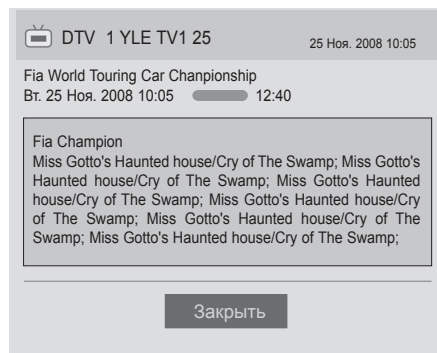 DTV 1 YLE TV1 25
25 Ноя. 2008 10:05
Fia World Touring Car Chanpionship
Вт. 25 Ноя. 2008 10:05 12:40
Fia Champion
Miss Gotto's Haunted house/Cry of The Swamp; Miss Gotto's
Haunted house/Cry of The Swamp; Miss Gotto's Haunted
house/Cry of The Swamp; Miss Gotto's Haunted house/Cry
of The Swamp; Miss Gotto's Haunted house/Cry of The
Swamp; Miss Gotto's Haunted house/Cry of The Swamp;
Закрыть